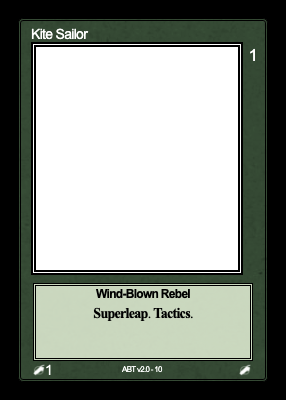 Kite Sailor
1
Wind-Blown Rebel
Superleap. Tactics.
1
ABT v2.0 - 10